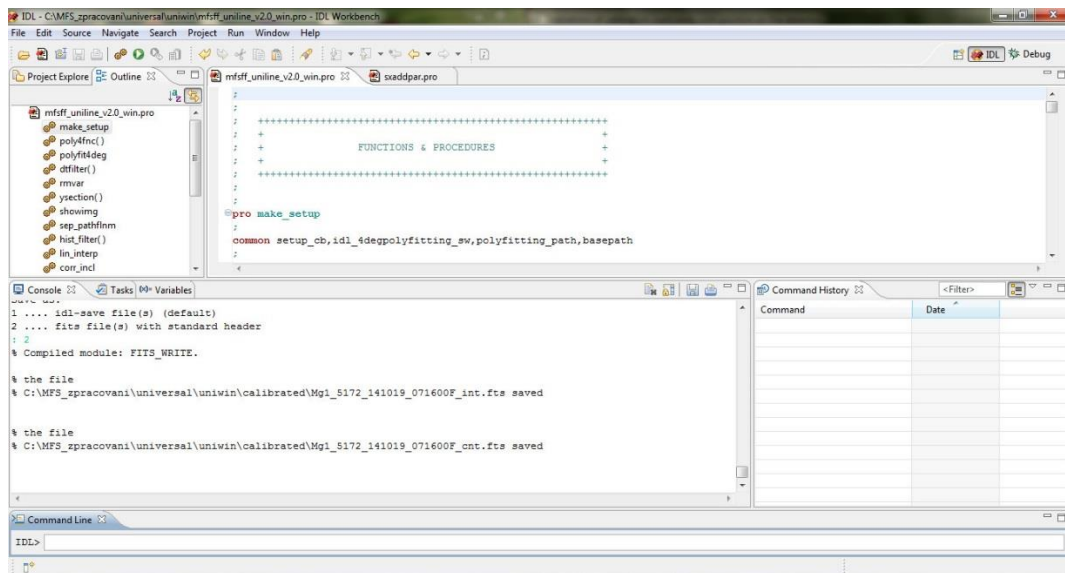 IDL - C:\MFS_zpracovani\universal\uniwin\mfsff_uniline_v2.0_win.pro - IDL Workbench
File Edit Source Navigate Search Project Run Window Help
IDL Debug
Project Explore Outline
mfsff_uniline_v2.0_win.pro sxaddpar.pro
mfsff_uniline_v2.0_win.pro
make_setup
poly4fnc()
polyfit4deg
dtfilter()
rmvar
ysection()
showimg
sep_pathflnm
hist_filter()
lin_interp
corr_incl
;
;
; +++++++++++++++++++++++++++++++++++++++++++++++++++++++++
; + +
; + FUNCTIONS & PROCEDURES +
; + +
; +++++++++++++++++++++++++++++++++++++++++++++++++++++++++
;
;
pro make_setup
;
common setup_cb,idl_4degpolyfitting_sw,polyfitting_path,basepath
;
Console Tasks Variables
1 .... idl-save file(s) (default)
2 .... fits file(s) with standard header
: 2
% Compiled module: FITS_WRITE.
% the file
% C:\MFS_zpracovani\universal\uniwin\calibrated\Mg1_5172_141019_071600F_int.fts saved
% the file
% C:\MFS_zpracovani\universal\uniwin\calibrated\Mg1_5172_141019_071600F_cnt.fts saved
Command History
<Filter>
Command Date
Command Line
IDL>